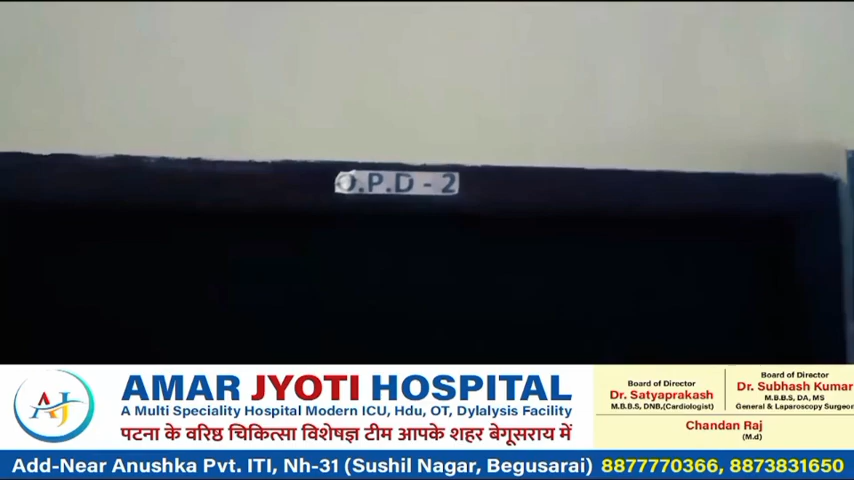 O.P.D - 2
AJ
AMAR JYOTI HOSPITAL
A Multi Speciality Hospital Modern ICU, Hdu, OT, Dylalysis Facility
पटना के वरिष्ठ चिकित्सा विशेषज्ञ टीम आपके शहर बेगूसराय में
Board of Director
Dr. Satyaprakash
M.B.B.S, DNB,(Cardiologist)
Board of Director
Dr. Subhash Kumar
M.B.B.S, DA, MS
General & Laparoscopy Surgeon
Chandan Raj
(M.d)
Add-Near Anushka Pvt. ITI, Nh-31 (Sushil Nagar, Begusarai) 8877770366, 8873831650